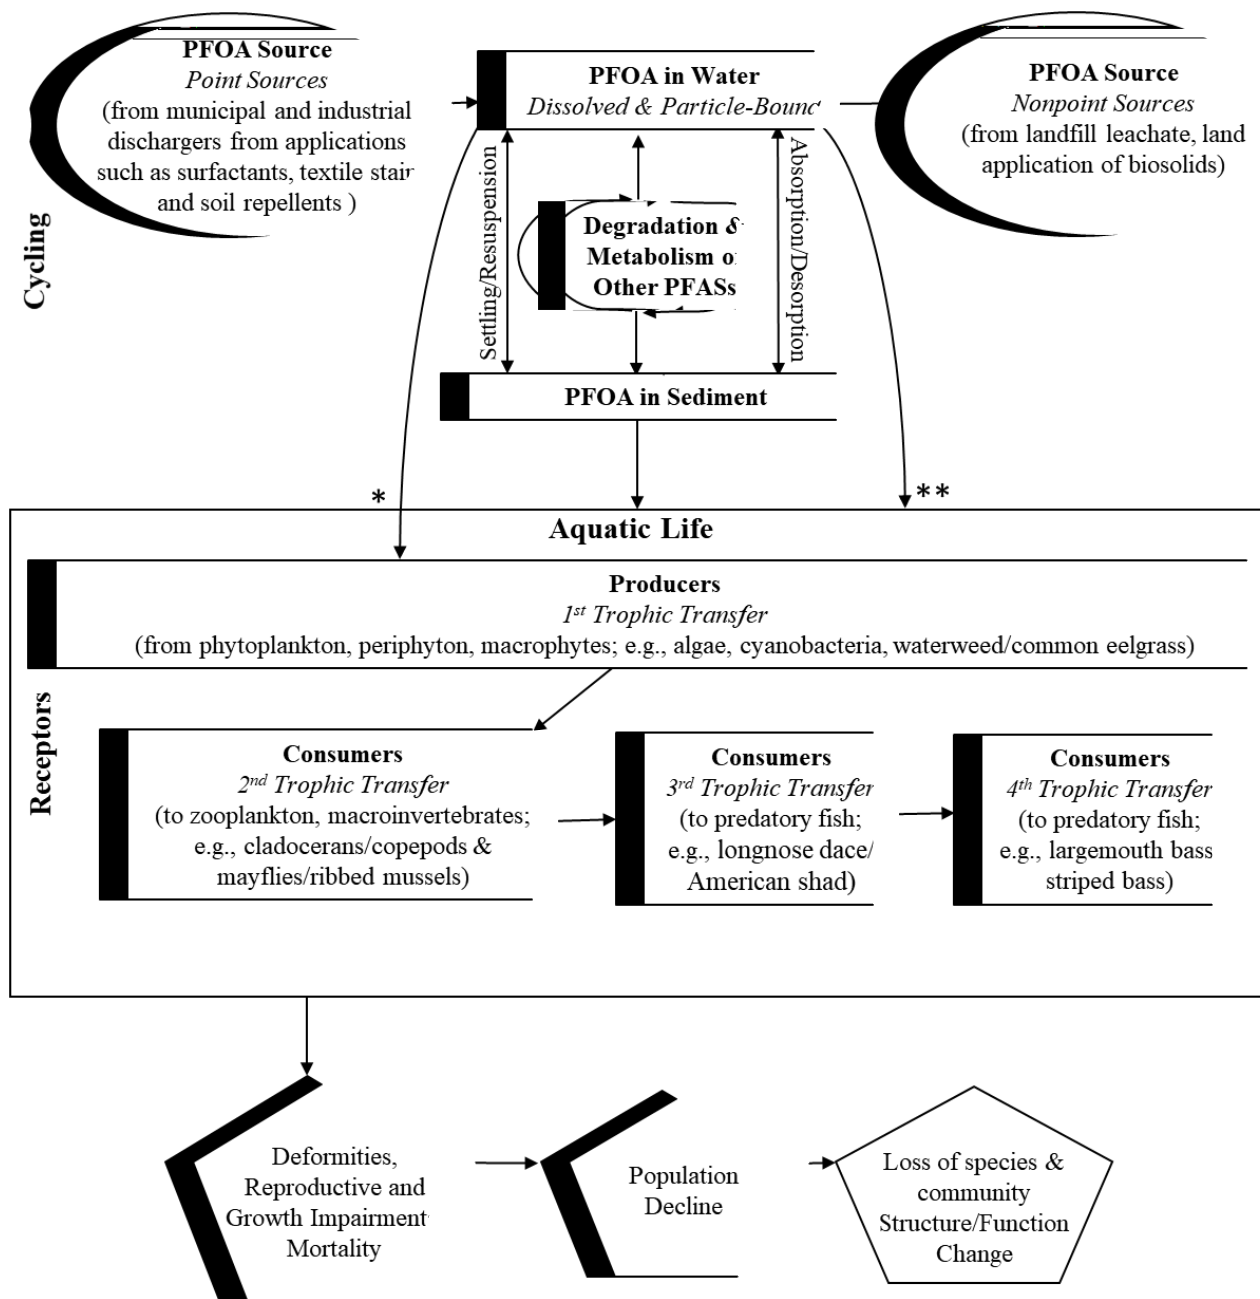 PFOA Source
Point Sources
(from municipal and industrial
dischargers from applications
such as surfactants, textile stain
and soil repellents )
PFOA in Water
Dissolved & Particle-Bound
PFOA Source
Nonpoint Sources
(from landfill leachate, land
application of biosolids)
Cycling
Settling/Resuspension
Degradation &
Metabolism of
Other PFASs
Absorption/Desorption
PFOA in Sediment
*
**
Aquatic Life
Receptors
Producers
1st Trophic Transfer
(from phytoplankton, periphyton, macrophytes; e.g., algae, cyanobacteria, waterweed/common eelgrass)
Consumers
2nd Trophic Transfer
(to zooplankton, macroinvertebrates;
e.g., cladocerans/copepods &
mayflies/ribbed mussels)
Consumers
3rd Trophic Transfer
(to predatory fish;
e.g., longnose dace/
American shad)
Consumers
4th Trophic Transfer
(to predatory fish;
e.g., largemouth bass
striped bass)
Deformities,
Reproductive and
Growth Impairment
Mortality
Population
Decline
Loss of species &
community
Structure/Function
Change